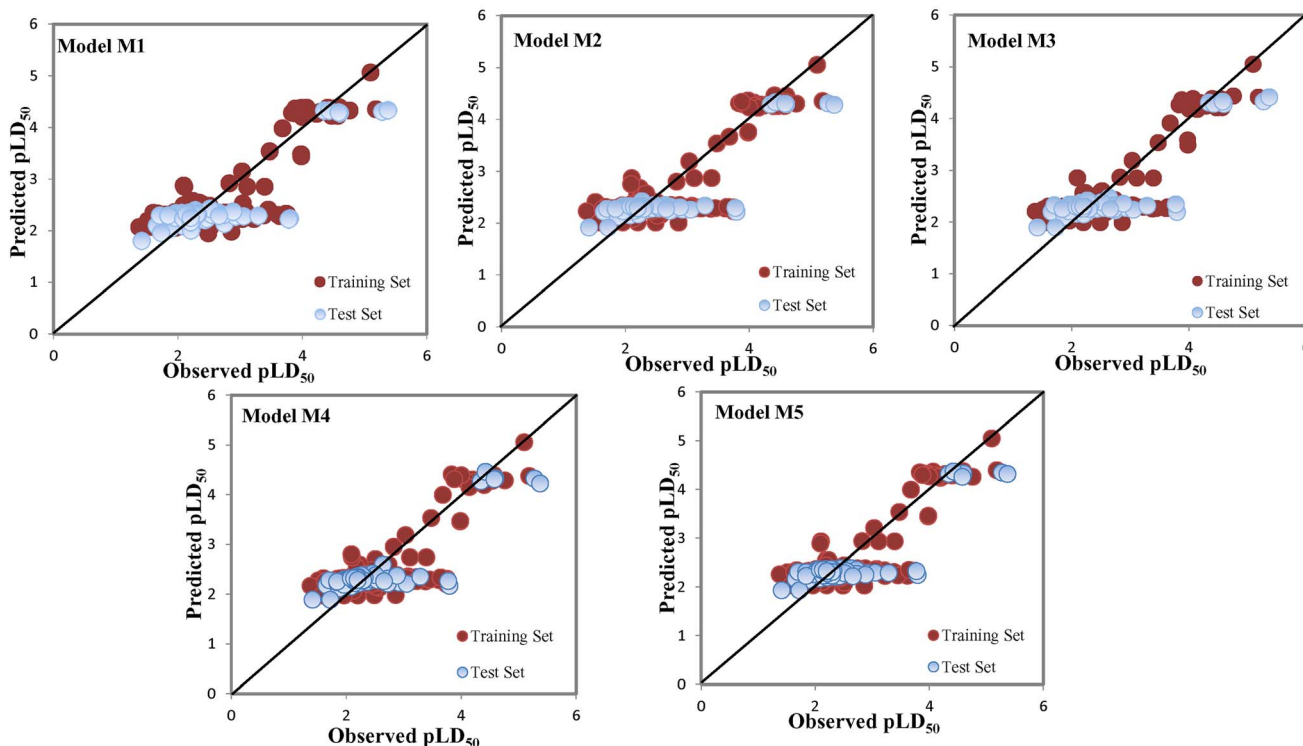 Model M1
Predicted pLD50
6
5
4
3
2
1
0
Training Set
Test Set
0 2 4 6
Observed pLD50
Model M2
Predicted pLD50
6
5
4
3
2
1
0
Training Set
Test Set
0 2 4 6
Observed pLD50
Model M3
Predicted pLD50
6
5
4
3
2
1
0
Training Set
Test Set
0 2 4
Observed pLD50
Model M4
Predicted pLD50
6
5
4
3
2
1
0
Training Set
Test Set
0 2 4 6
Observed pLD50
Model M5
Predicted pLD50
6
5
4
3
2
1
0
Training Set
Test Set
0 2 4 6
Observed pLD50